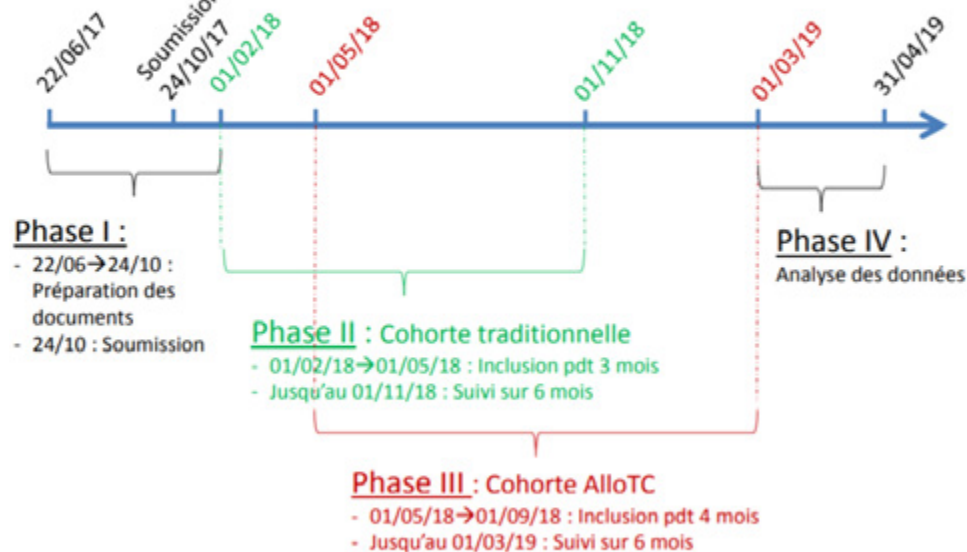 22/06/17
Soumission
24/10/17
01/02/18
01/05/18
01/11/18
01/03/19
31/04/19
Phase I :
- 22/06→24/10 :
Préparation des
documents
- 24/10 : Soumission
Phase IV :
Analyse des données
Phase II : Cohorte traditionnelle
- 01/02/18→01/05/18 : Inclusion pdt 3 mois
- Jusqu'au 01/11/18 : Suivi sur 6 mois
Phase III : Cohorte AlloTC
- 01/05/18→01/09/18 : Inclusion pdt 4 mois
- Jusqu'au 01/03/19 : Suivi sur 6 mois